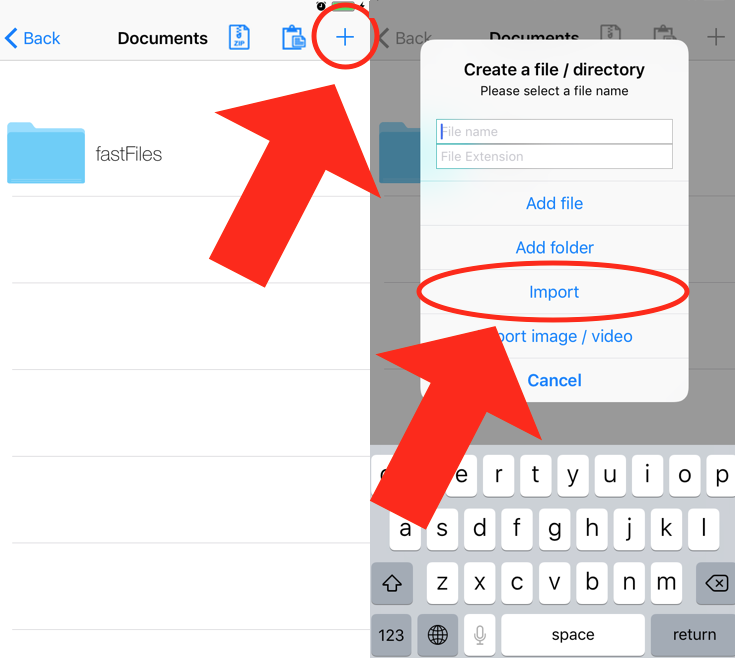 Back
Documents
ZIP
fastFiles
Back
Documents
Create a file / directory
Please select a file name
File name
File Extension
Add file
Add folder
Import
port image / video
Cancel
e r t y u i o p
a s d f g h j k l
z x c v b n m
123
space
return